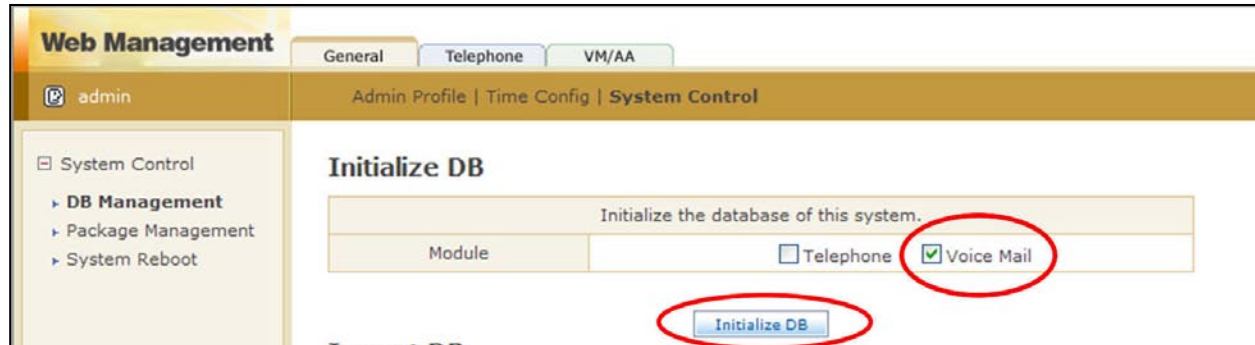 Web Management
General Telephone VM/AA
admin
Admin Profile | Time Config | System Control
System Control
DB Management
Package Management
System Reboot
Initialize DB
Initialize the database of this system.
Module Telephone Voice Mail
Initialize DB